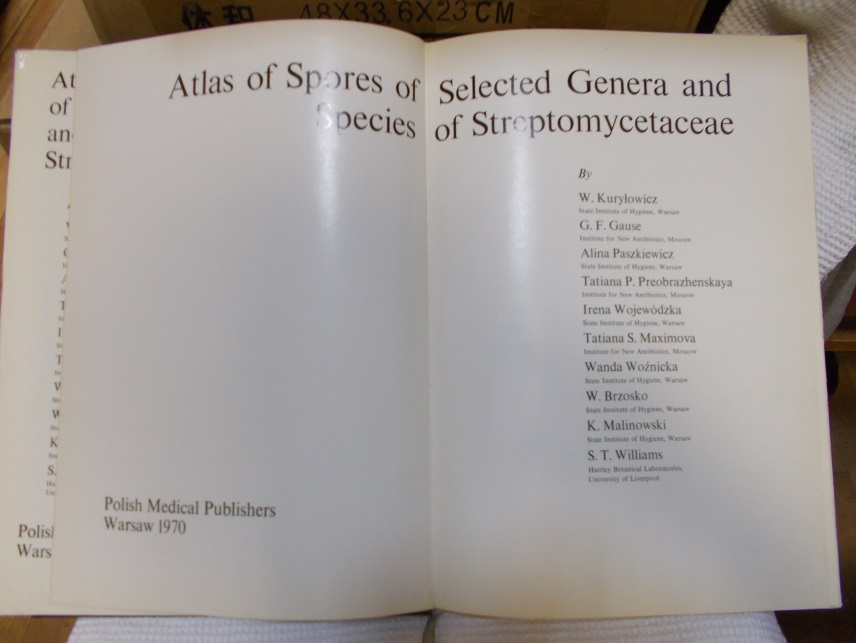 体积 48X33.6X23CM
At
of
an
Str
Polis
Wars
Atlas of Spores of Selected Genera and
Species of Streptomycetaceae
By
W. Kuryłowicz
State Institute of Hygiene, Warsaw
G. F. Gause
Institute for New Antibiotics, Moscow
Alina Paszkiewicz
State Institute of Hygiene, Warsaw
Tatiana P. Preobrazhenskaya
Institute for New Antibiotics, Moscow
Irena Wojewódzka
State Institute of Hygiene, Warsaw
Tatiana S. Maximova
Institute for New Antibiotics, Moscow
Wanda Woźnicka
State Institute of Hygiene, Warsaw
W. Brzosko
State Institute of Hygiene, Warsaw
K. Malinowski
State Institute of Hygiene, Warsaw
S. T. Williams
Hartley Botanical Laboratories,
University of Liverpool
Polish Medical Publishers
Warsaw 1970